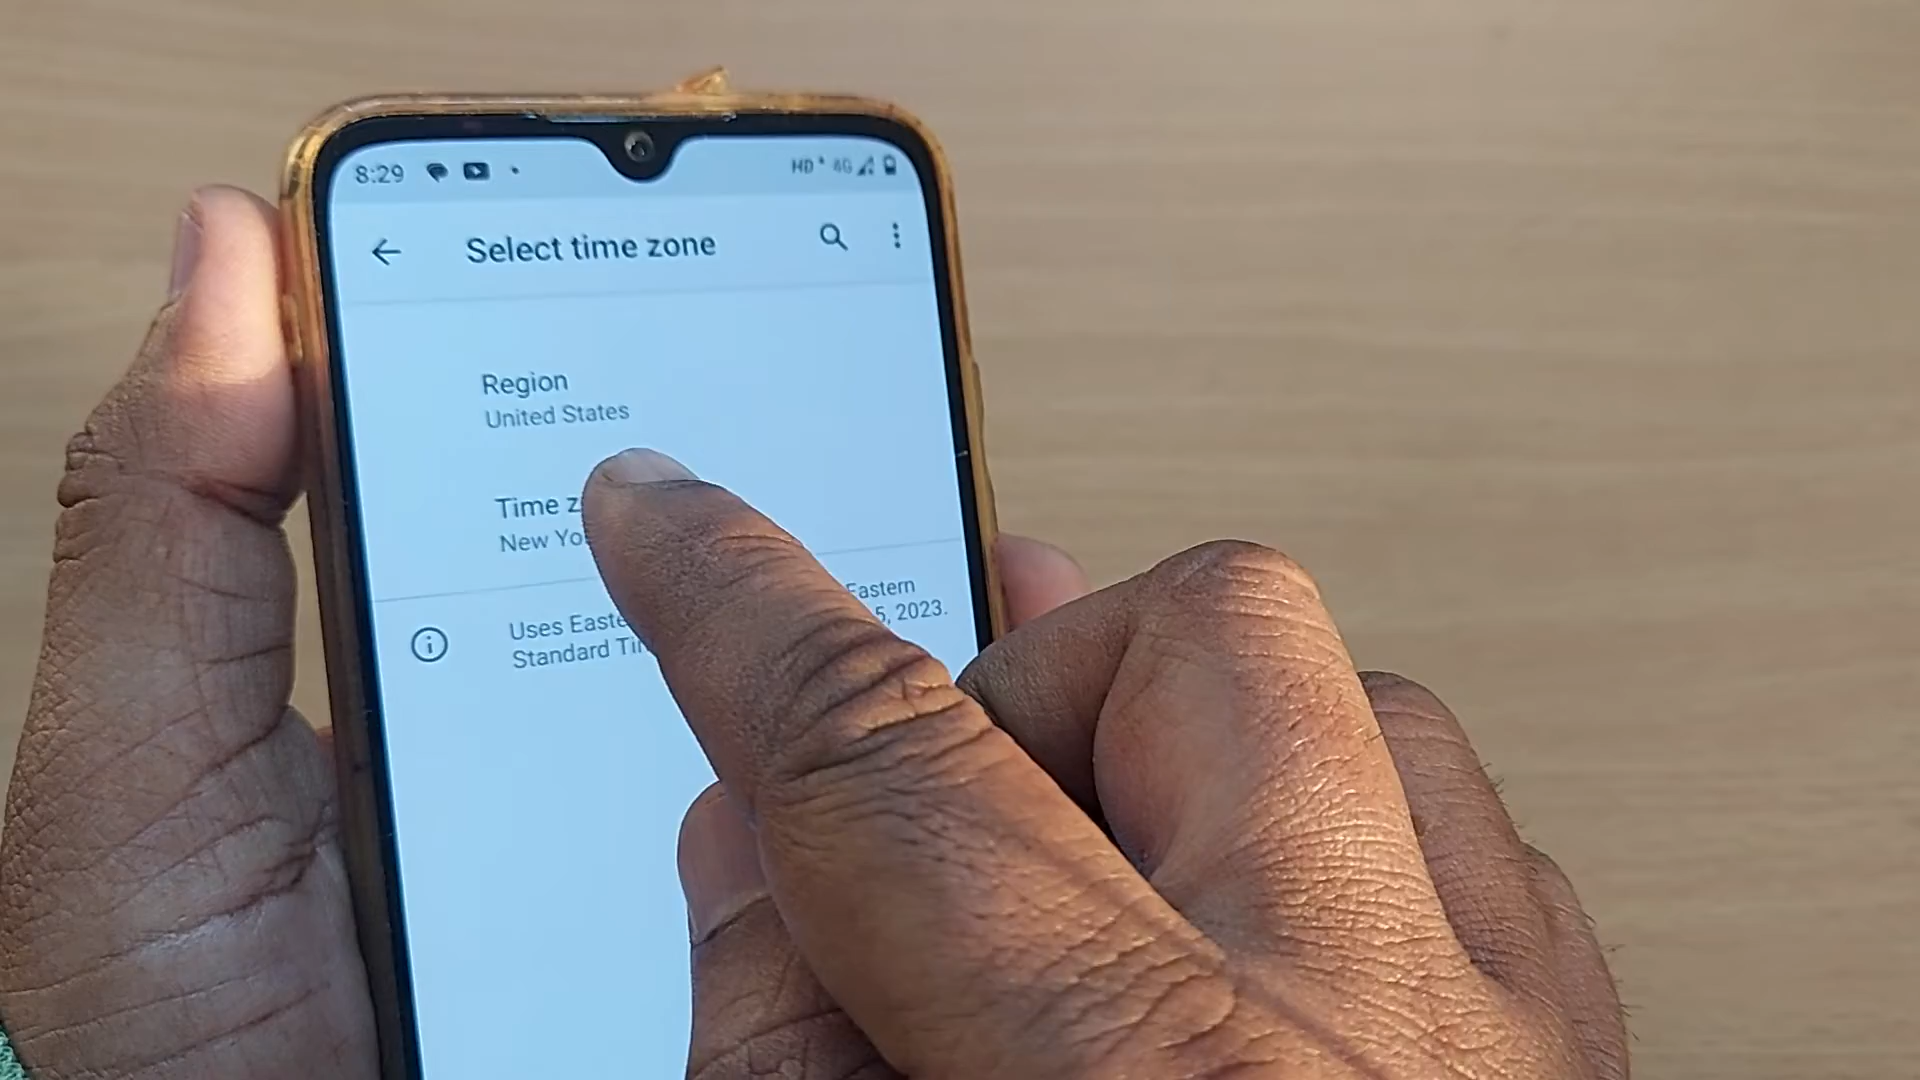 8:29 HD+ 4G
Select time zone
Region
United States
Time z
New Yo
Uses Easte Eastern
Standard Tim 5, 2023.